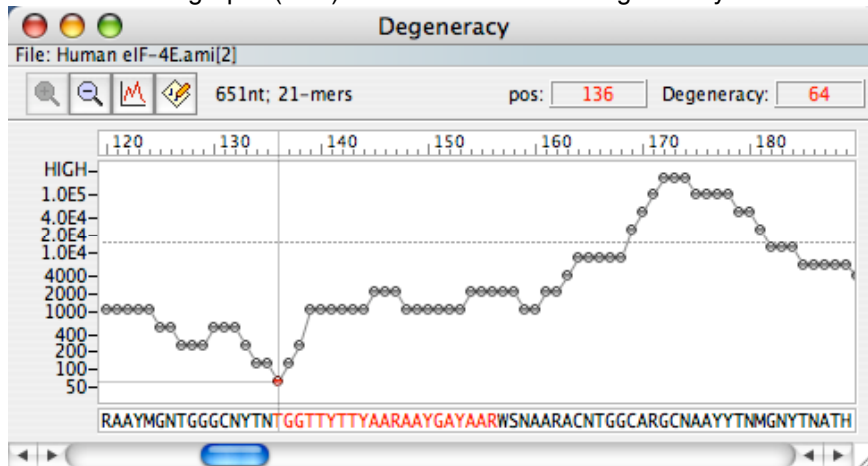 Degeneracy
File: Human eIF-4E.ami[2]
651nt; 21-mers pos: 136 Degeneracy: 64
120 130 140 150 160 170 180
HIGH
1.0E5
4.0E4
2.0E4
1.0E4
4000
2000
1000
400
200
100
50
RAAYMGNTGGGCNYTNTGGTTYTTYAARAAYGAYAARWSNAARACNTGGCARGCNAAYYTNMGNYTNATH